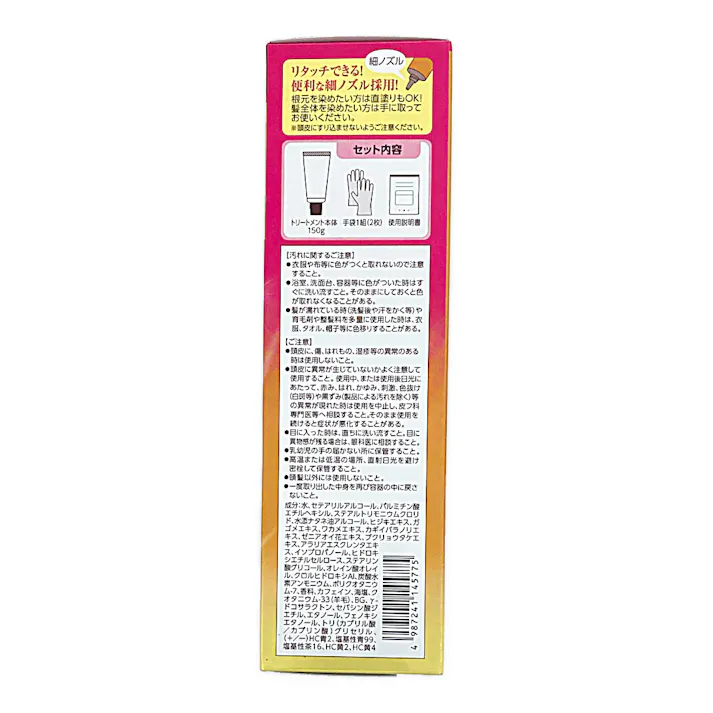 リタッチできる!
便利な細ノズル採用!
細ノズル
根元を染めたい方は直塗りもOK!
髪全体を染めたい方は手に取って
お使いください。
※頭皮にすり込ませないようご注意ください。
セット内容
トリートメント本体
150g
手袋1組(2枚)
使用説明書
【汚れに関するご注意】
●衣服や布等に色がつくと取れないので注意
すること。
●浴室、洗面台、容器等に色がついた時はす
ぐに洗い流すこと。そのままにしておくと色
が取れなくなることがある。
●髪が濡れている時(洗髪後や汗をかく等)や
育毛剤や整髪料を多量に使用した時は、衣
服、タオル、帽子等に色移りすることがある。
【ご注意】
●頭皮に、傷、はれもの、湿疹等の異常のある
時は使用しないこと。
●頭皮に異常が生じていないかよく注意して
使用すること。使用中、または使用後日光に
あたって、赤み、はれ、かゆみ、刺激、色抜け
(白斑等)や黒ずみ(製品による汚れを除く)等
の異常が現れた時は使用を中止し、皮フ科
専門医等へ相談すること。そのまま使用を
続けると症状が悪化することがある。
●目に入った時は、直ちに洗い流すこと。目に
異物感が残る場合は、眼科医に相談すること。
●乳幼児の手の届かない所に保管すること。
●高温または低温の場所、直射日光を避け
密栓して保管すること。
●頭髪以外には使用しないこと。
●一度取り出した中身を再び容器の中に戻さ
ないこと。
成分:水、セテアリルアルコール、パルミチン酸
エチルヘキシル、ステアルトリモニウムクロリ
ド、水添ナタネ油アルコール、ヒジキエキス、ガ
ゴメエキス、ワカメエキス、カギイバラノリエ
キス、ゼニアオイ花エキス、ブクリョウタケエ
キス、アラリアエスクレンタエキ
ス、イソプロパノール、ヒドロキ
シエチルセルロース、ステアリン
酸グリコール、オレイン酸オレイ
ル、クロルヒドロキシAl、炭酸水
素アンモニウム、ポリクオタニウ
ム-7、香料、カフェイン、海塩、ク
オタニウム-33(羊毛)、BG、γ-
ドコサラクトン、セバシン酸ジ
エチル、エタノール、フェノキシ
エタノール、トリ(カプリル酸
/カプリン酸)グリセリル、
(+/-)HC青2、塩基性青99、
塩基性茶16、HC黄2、HC黄4
4 987241 145775